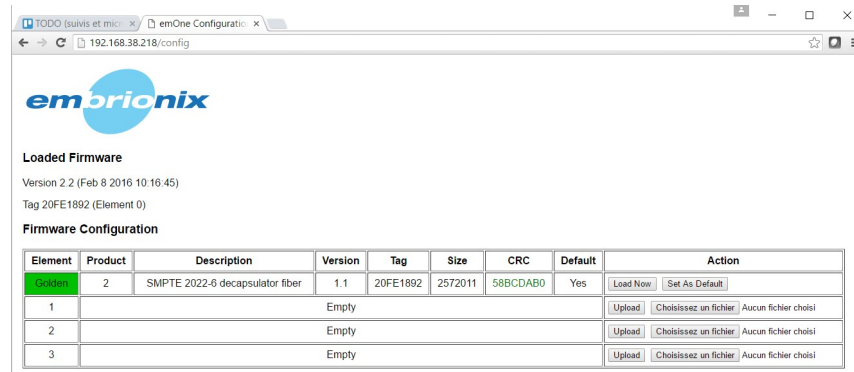 TODO (suivis et micr
emOne Configuration
192.168.38.218/config
embrionix
Loaded Firmware
Version 2.2 (Feb 8 2016 10:16:45)
Tag 20FE1892 (Element 0)
Firmware Configuration
Element Product Description Version Tag Size CRC Default Action
Golden 2 SMPTE 2022-6 decapsulator fiber 1.1 20FE1892 2572011 58BCDAB0 Yes Load Now Set As Default
1 Empty Upload Choisissez un fichier Aucun fichier choisi
2 Empty Upload Choisissez un fichier Aucun fichier choisi
3 Empty Upload Choisissez un fichier Aucun fichier choisi